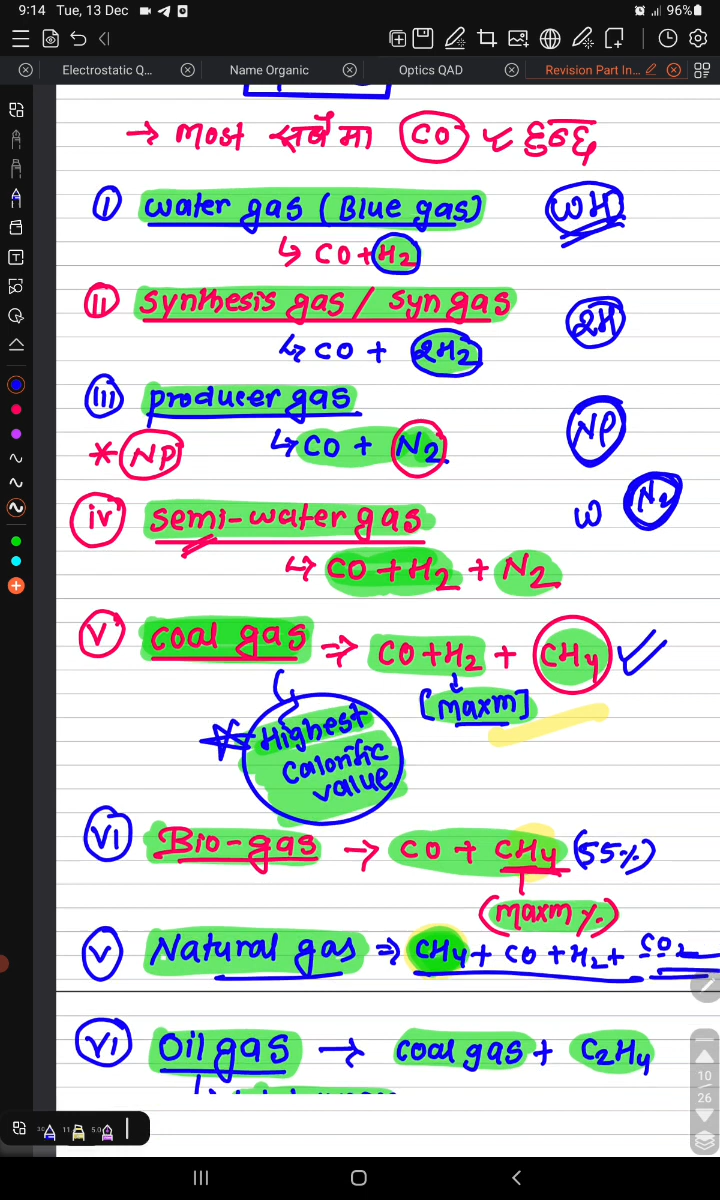 9:14 Tue, 13 Dec 96%
Electrostatic Q... Name Organic Optics QAD Revision Part In...
→ Most सबैमा CO हुन्छ
i) water gas (Blue gas) WH
↳ CO+H₂
ii) synthesis gas / syn gas 2H
↳ CO + 2H₂
iii) producer gas NP
* NP ↳ CO + N₂
iv) semi-water gas W N₂
↳ CO + H₂ + N₂
v) coal gas ⇒ CO+H₂ + CH₄
[maxm]
Highest
calorific
value
vi) Bio-gas → CO + CH₄ (55%)
(maxm %)
v) Natural gas ⇒ CH₄ + CO + H₂ + CO₂
vi) Oil gas → coal gas + C₂H₄
10
26
11 5.0